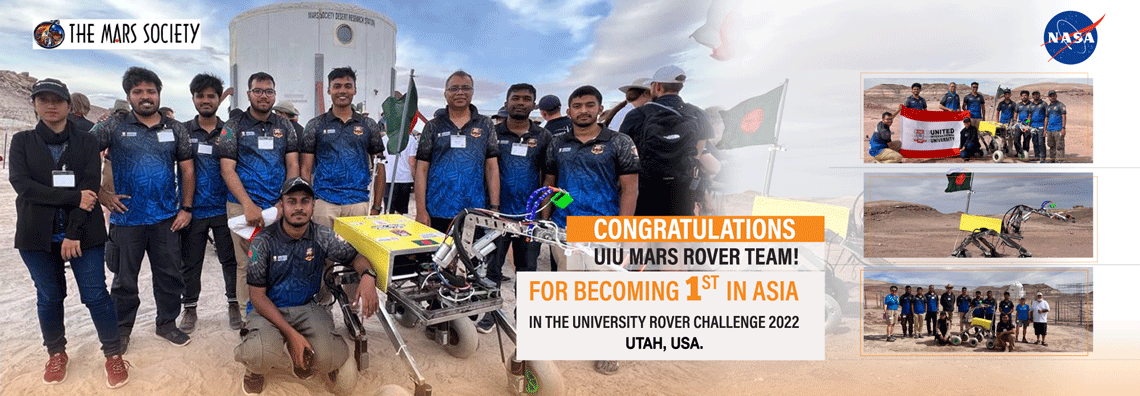 THE MARS SOCIETY
MARS SOCIETY DESERT RESEARCH STATION
NASA
UNITED
INTERNATIONAL
UNIVERSITY
CONGRATULATIONS
UIU MARS ROVER TEAM!
FOR BECOMING 1ST IN ASIA
IN THE UNIVERSITY ROVER CHALLENGE 2022
UTAH, USA.